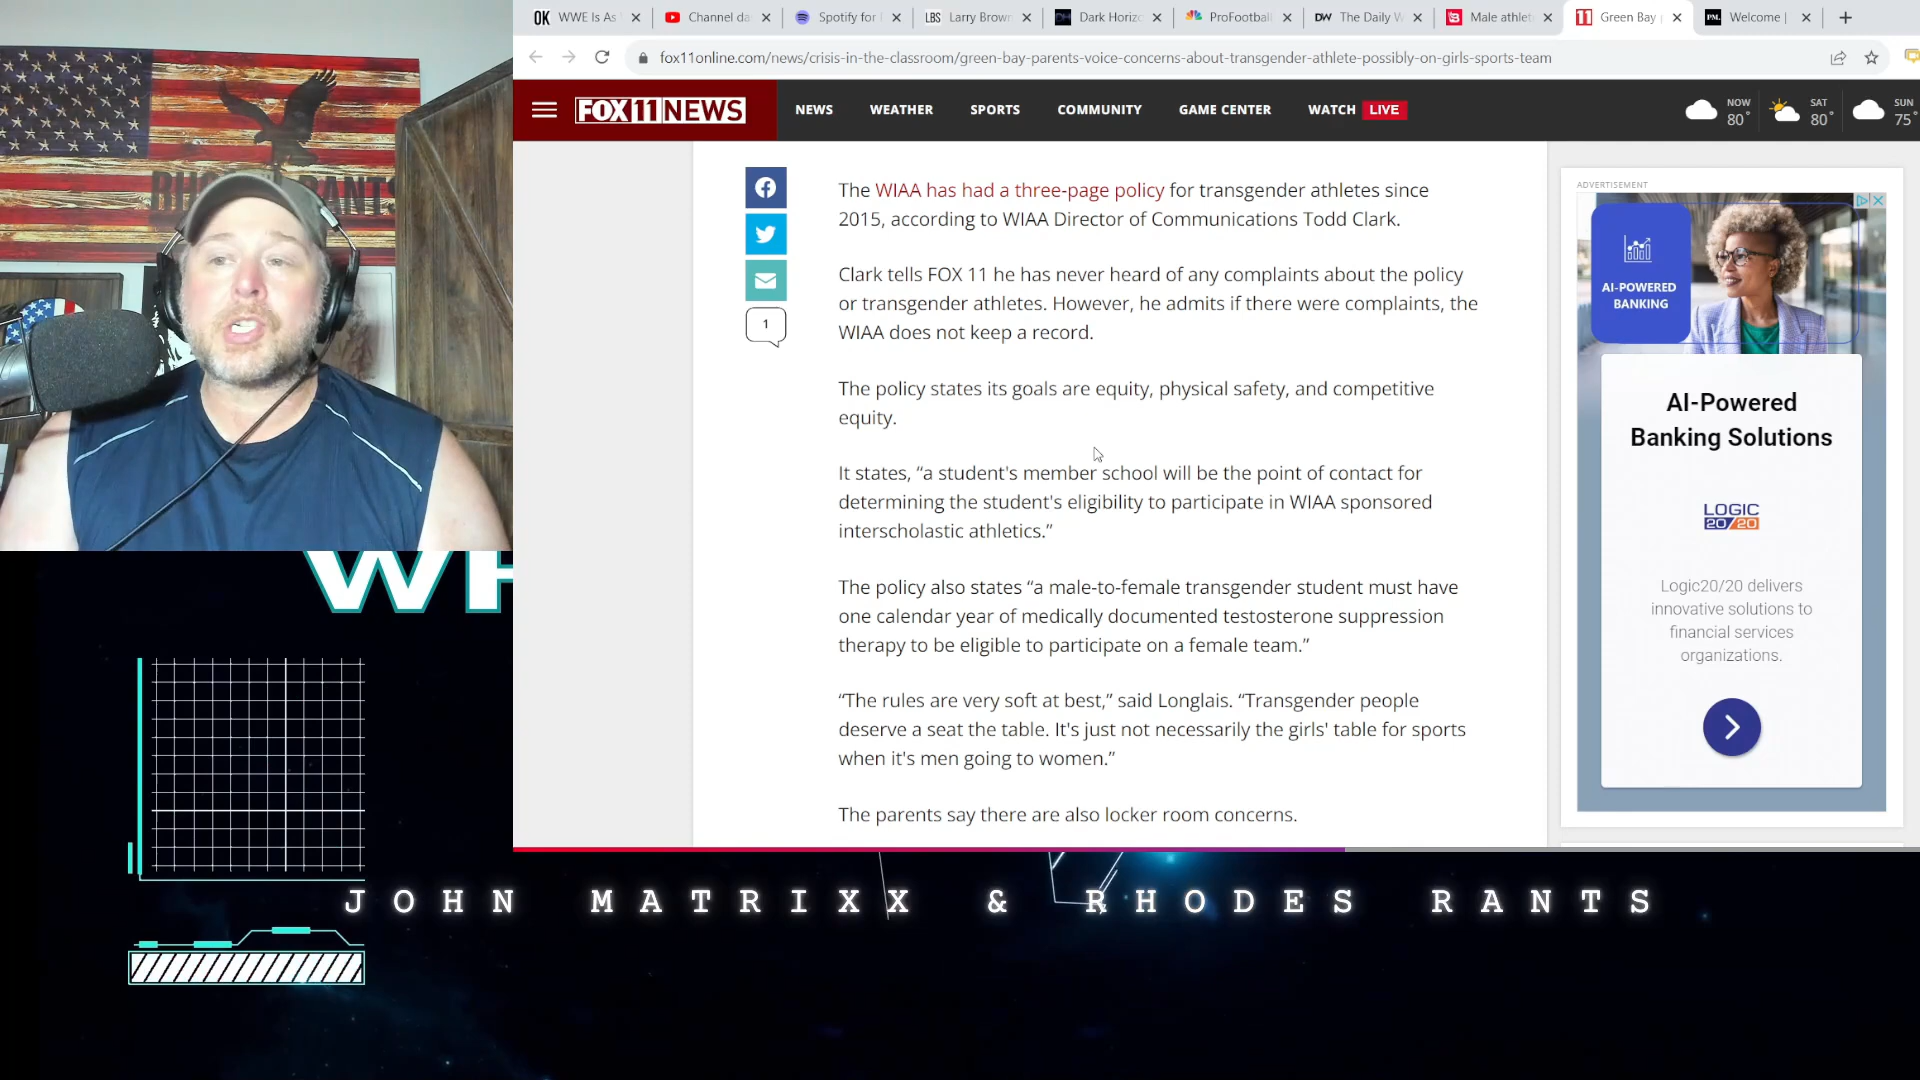 WWE Is As
Channel da
Spotify for
Larry Brown
Dark Horizo
ProFootball
The Daily W
Male athlet
Green Bay
Welcome |
fox11online.com/news/crisis-in-the-classroom/green-bay-parents-voice-concerns-about-transgender-athlete-possibly-on-girls-sports-team
FOX 11 NEWS
NEWS
WEATHER
SPORTS
COMMUNITY
GAME CENTER
WATCH LIVE
NOW
80°
SAT
80°
SUN
75°
1
The WIAA has had a three-page policy for transgender athletes since
2015, according to WIAA Director of Communications Todd Clark.
Clark tells FOX 11 he has never heard of any complaints about the policy
or transgender athletes. However, he admits if there were complaints, the
WIAA does not keep a record.
The policy states its goals are equity, physical safety, and competitive
equity.
It states, “a student's member school will be the point of contact for
determining the student's eligibility to participate in WIAA sponsored
interscholastic athletics.”
The policy also states “a male-to-female transgender student must have
one calendar year of medically documented testosterone suppression
therapy to be eligible to participate on a female team.”
“The rules are very soft at best,” said Longlais. “Transgender people
deserve a seat the table. It's just not necessarily the girls' table for sports
when it's men going to women.”
The parents say there are also locker room concerns.
ADVERTISEMENT
AI-POWERED
BANKING
AI-Powered
Banking Solutions
LOGIC
20/20
Logic20/20 delivers
innovative solutions to
financial services
organizations.
WH
JOHN MATRIXX & RHODES RANTS